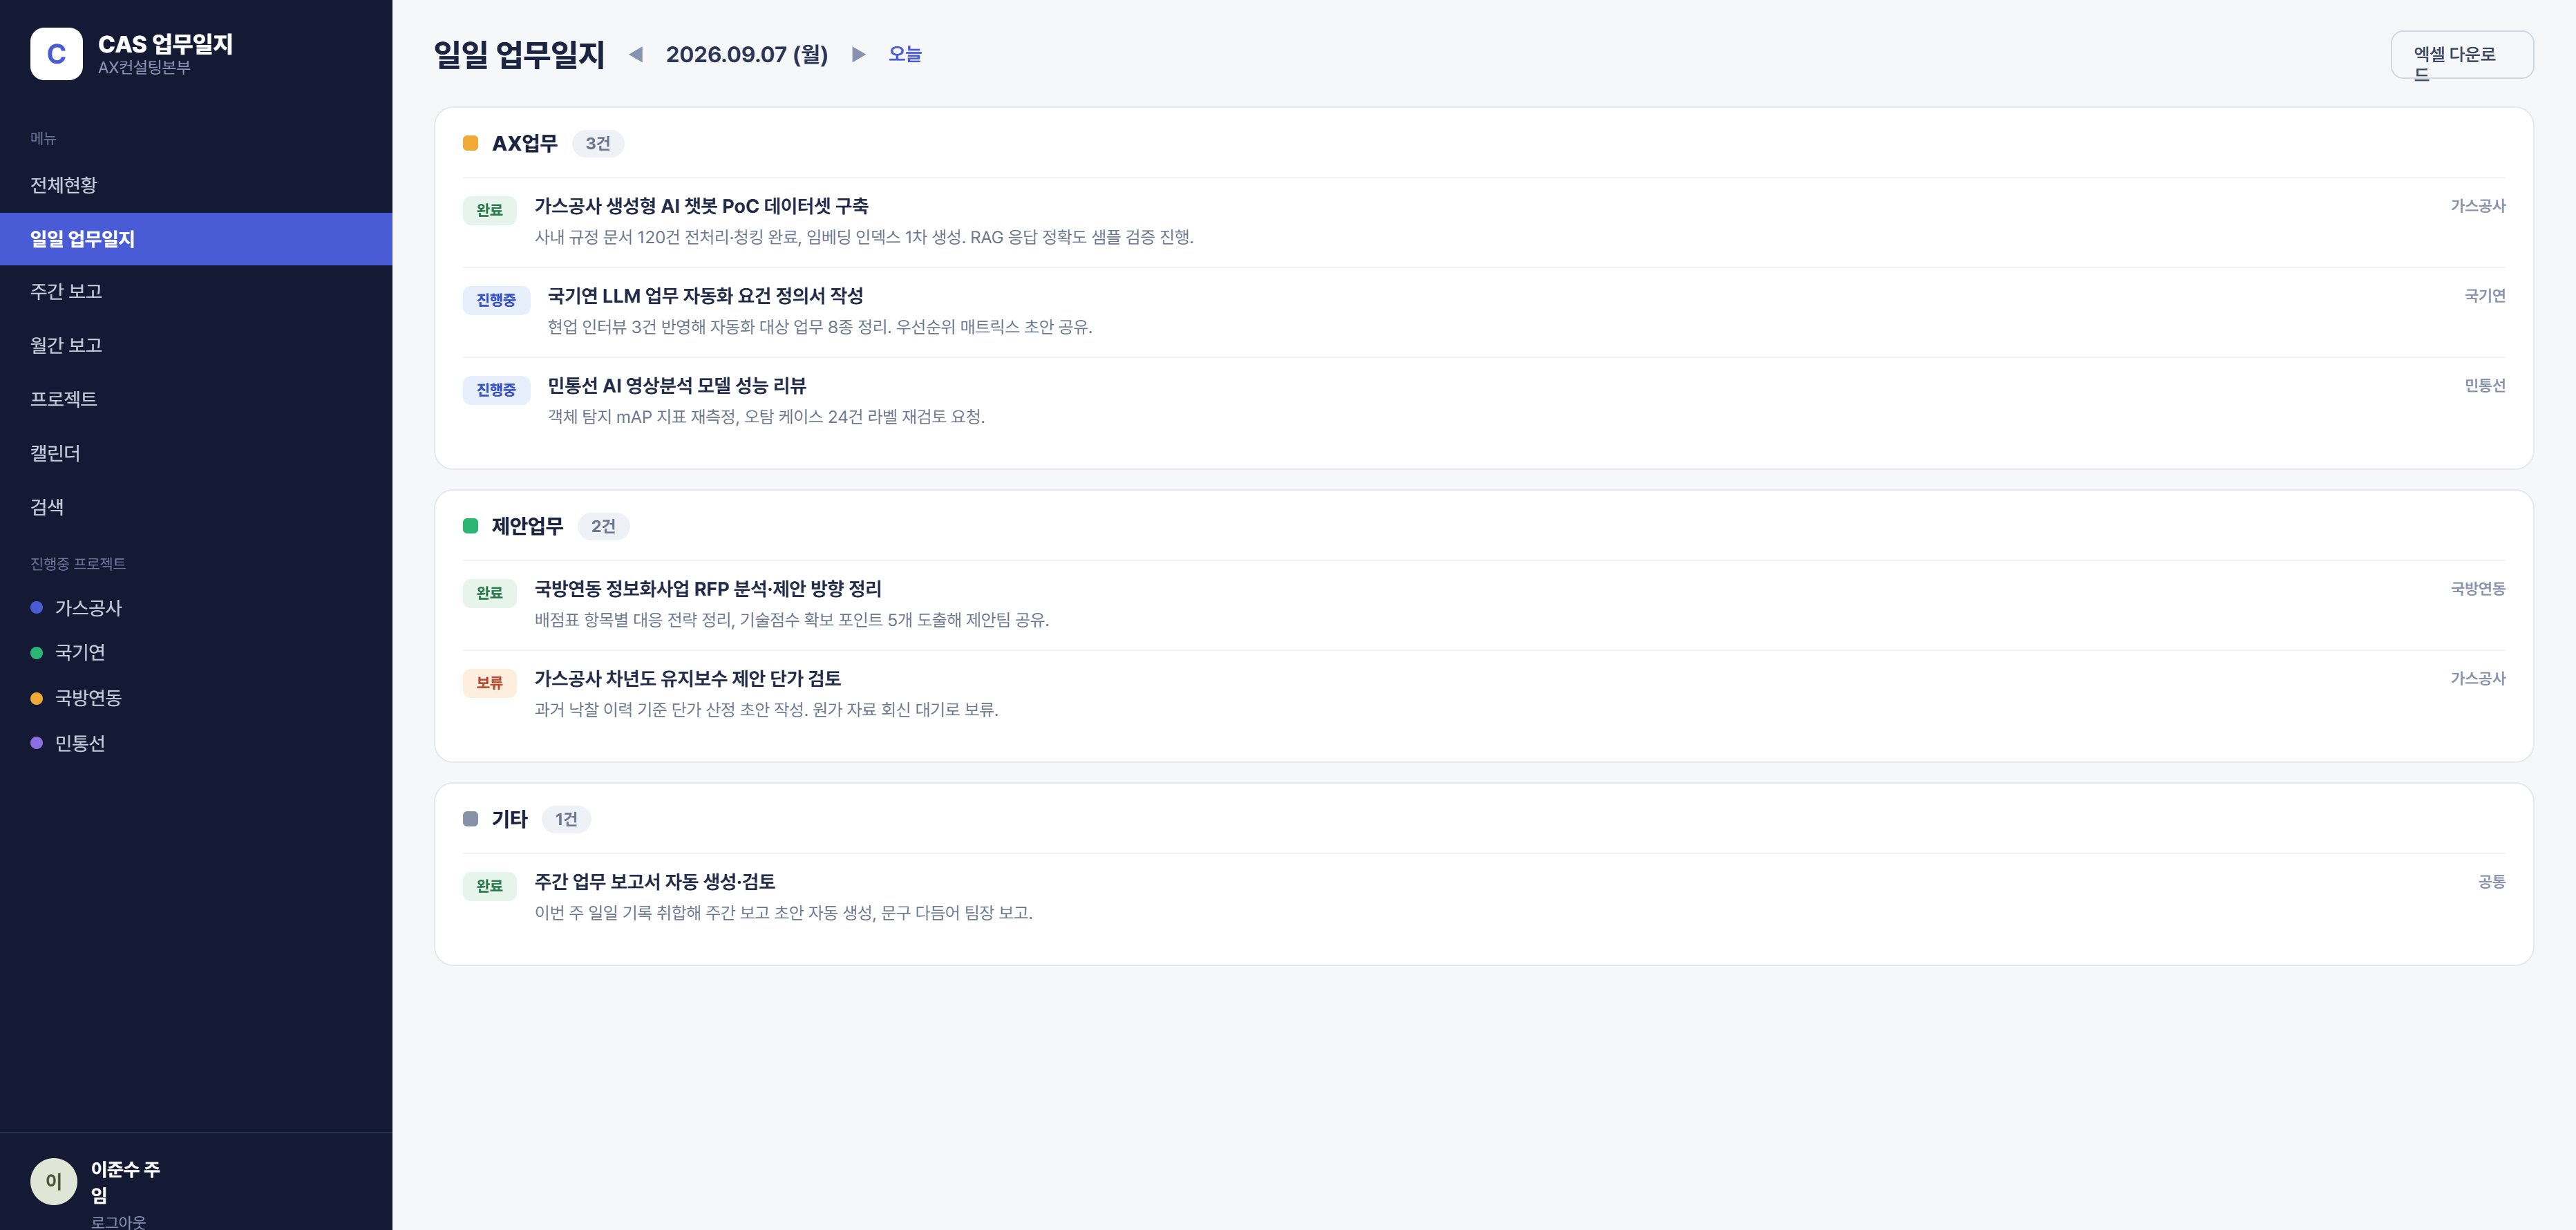 C
CAS 업무일지
AX컨설팅본부
메뉴
전체현황
일일 업무일지
주간 보고
월간 보고
프로젝트
캘린더
검색
진행중 프로젝트
가스공사
국기연
국방연동
민통선
이
이준수 주
임
로그아웃
일일 업무일지 ◀ 2026.09.07 (월) ▶ 오늘
엑셀 다운로
드
AX업무 3건
완료 가스공사 생성형 AI 챗봇 PoC 데이터셋 구축 가스공사
사내 규정 문서 120건 전처리·청킹 완료, 임베딩 인덱스 1차 생성. RAG 응답 정확도 샘플 검증 진행.
진행중 국기연 LLM 업무 자동화 요건 정의서 작성 국기연
현업 인터뷰 3건 반영해 자동화 대상 업무 8종 정리. 우선순위 매트릭스 초안 공유.
진행중 민통선 AI 영상분석 모델 성능 리뷰 민통선
객체 탐지 mAP 지표 재측정, 오탐 케이스 24건 라벨 재검토 요청.
제안업무 2건
완료 국방연동 정보화사업 RFP 분석·제안 방향 정리 국방연동
배점표 항목별 대응 전략 정리, 기술점수 확보 포인트 5개 도출해 제안팀 공유.
보류 가스공사 차년도 유지보수 제안 단가 검토 가스공사
과거 낙찰 이력 기준 단가 산정 초안 작성. 원가 자료 회신 대기로 보류.
기타 1건
완료 주간 업무 보고서 자동 생성·검토 공통
이번 주 일일 기록 취합해 주간 보고 초안 자동 생성, 문구 다듬어 팀장 보고.